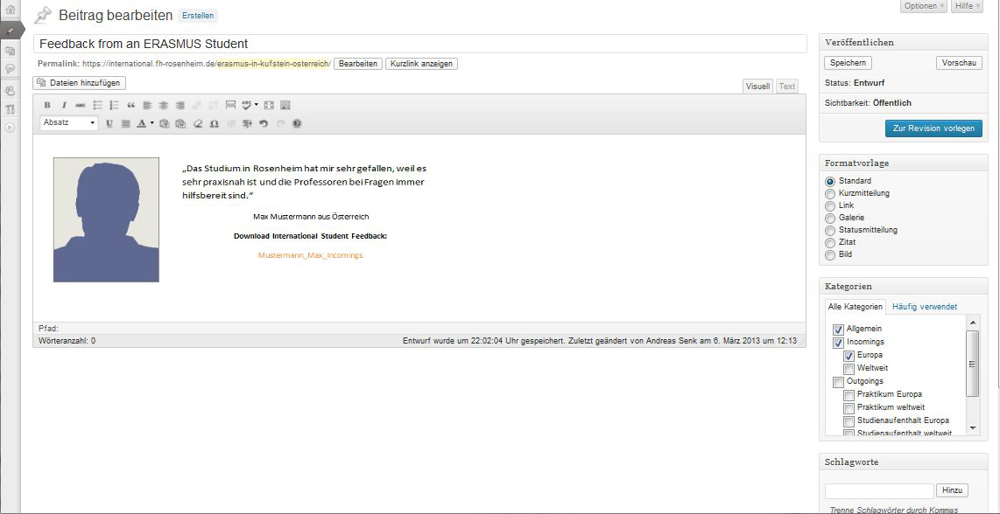 Optionen
Hilfe
Beitrag bearbeiten Erstellen
Feedback from an ERASMUS Student
Permalink: https://international.fh-rosenheim.de/erasmus-in-kufstein-osterreich/ Bearbeiten Kurzlink anzeigen
Dateien hinzufügen
Visuell Text
B I ABC ABC
Absatz U A Ω
„Das Studium in Rosenheim hat mir sehr gefallen, weil es
sehr praxisnah ist und die Professoren bei Fragen immer
hilfsbereit sind.“
Max Mustermann aus Österreich
Download International Student Feedback:
Mustermann_Max_Incomings
Pfad:
Wörteranzahl: 0
Entwurf wurde um 22:02:04 Uhr gespeichert. Zuletzt geändert von Andreas Senk am 6. März 2013 um 12:13
Veröffentlichen
Speichern Vorschau
Status: Entwurf
Sichtbarkeit: Öffentlich
Zur Revision vorlegen
Formatvorlage
Standard
Kurzmitteilung
Link
Galerie
Statusmitteilung
Zitat
Bild
Kategorien
Alle Kategorien Häufig verwendet
Allgemein
Incomings
Europa
Weltweit
Outgoings
Praktikum Europa
Praktikum weltweit
Studienaufenthalt Europa
Studienaufenthalt weltweit
Schlagworte
Hinzu
Trenne Schlagwörter durch Kommas